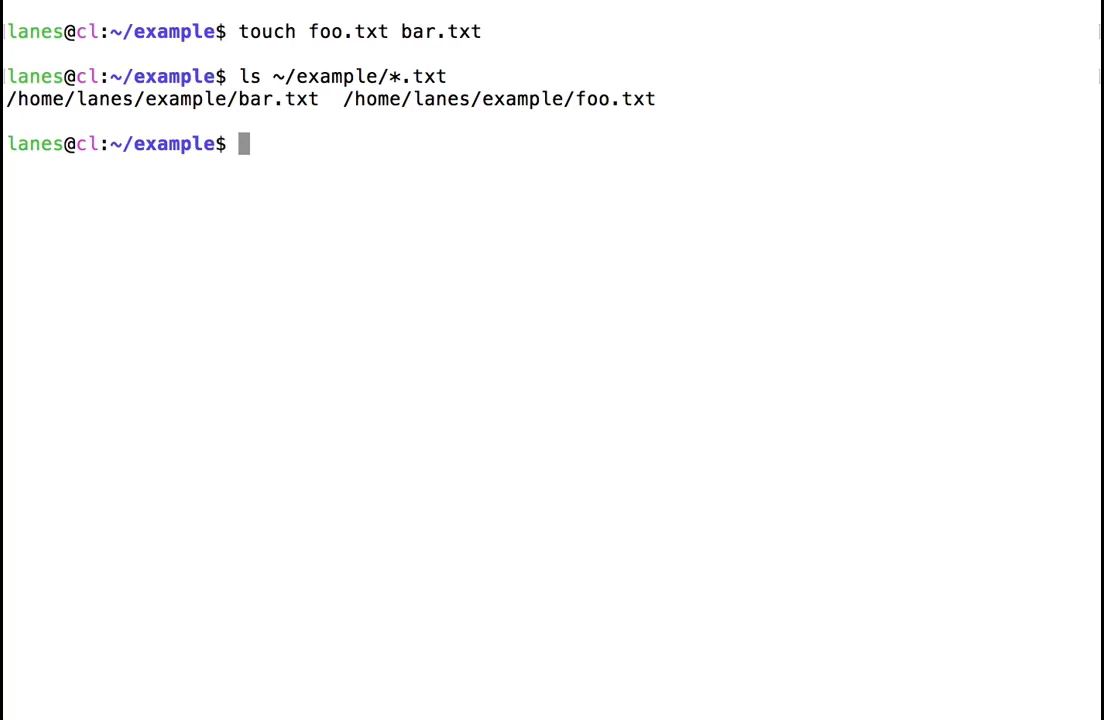 lanes@cl:~/example$ touch foo.txt bar.txt
lanes@cl:~/example$ ls ~/example/*.txt
/home/lanes/example/bar.txt  /home/lanes/example/foo.txt
lanes@cl:~/example$